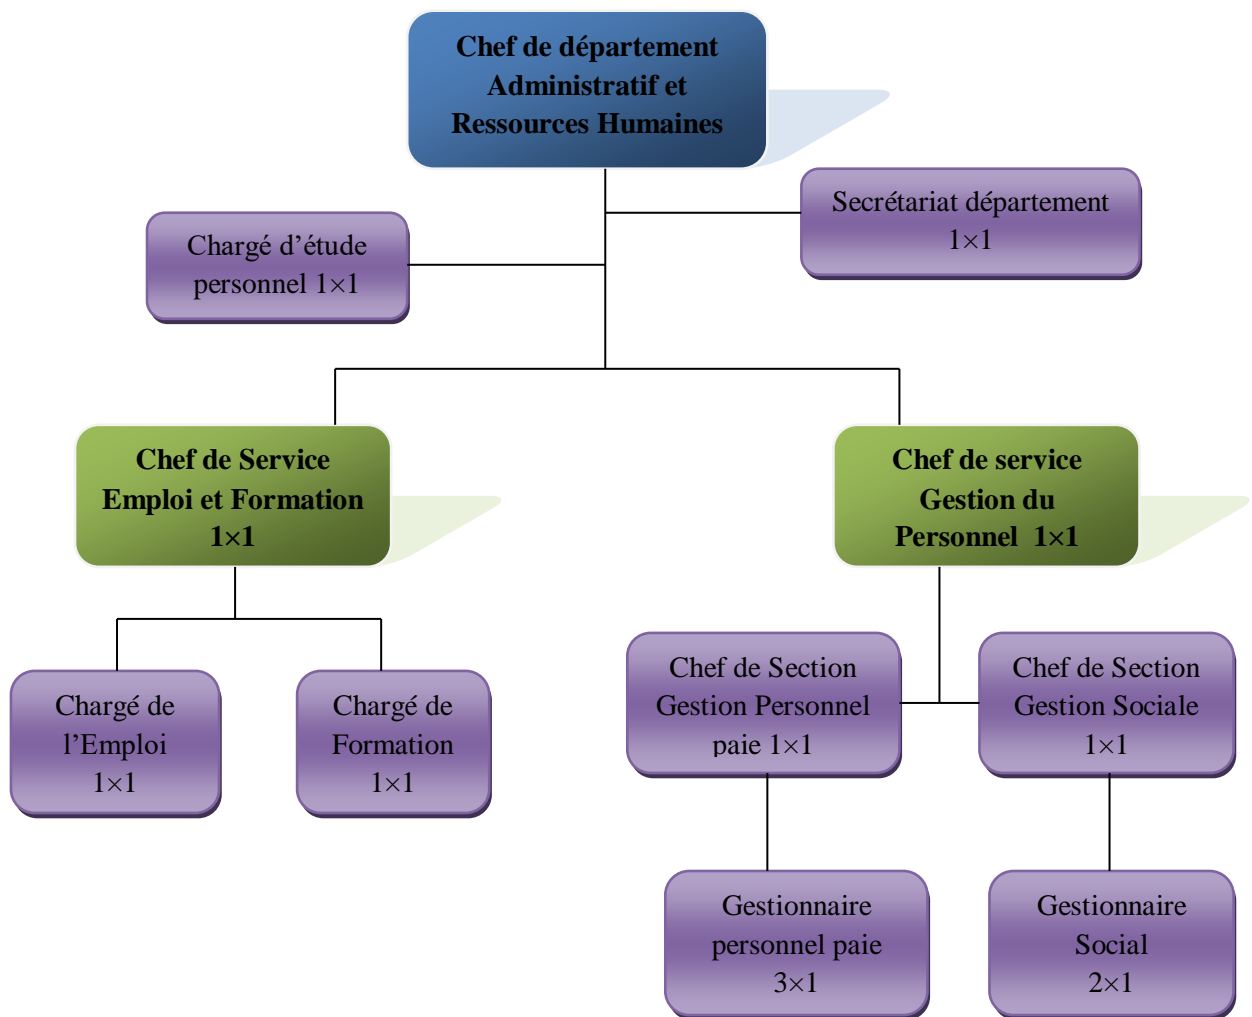 Chef de département
Administratif et
Ressources Humaines
Secrétariat département
1×1
Chargé d’étude
personnel 1×1
Chef de Service
Emploi et Formation
1×1
Chef de service
Gestion du
Personnel 1×1
Chef de Section
Gestion Personnel
paie 1×1
Chef de Section
Gestion Sociale
1×1
Chargé de
l’Emploi
1×1
Chargé de
Formation
1×1
Gestionnaire
personnel paie
3×1
Gestionnaire
Social
2×1